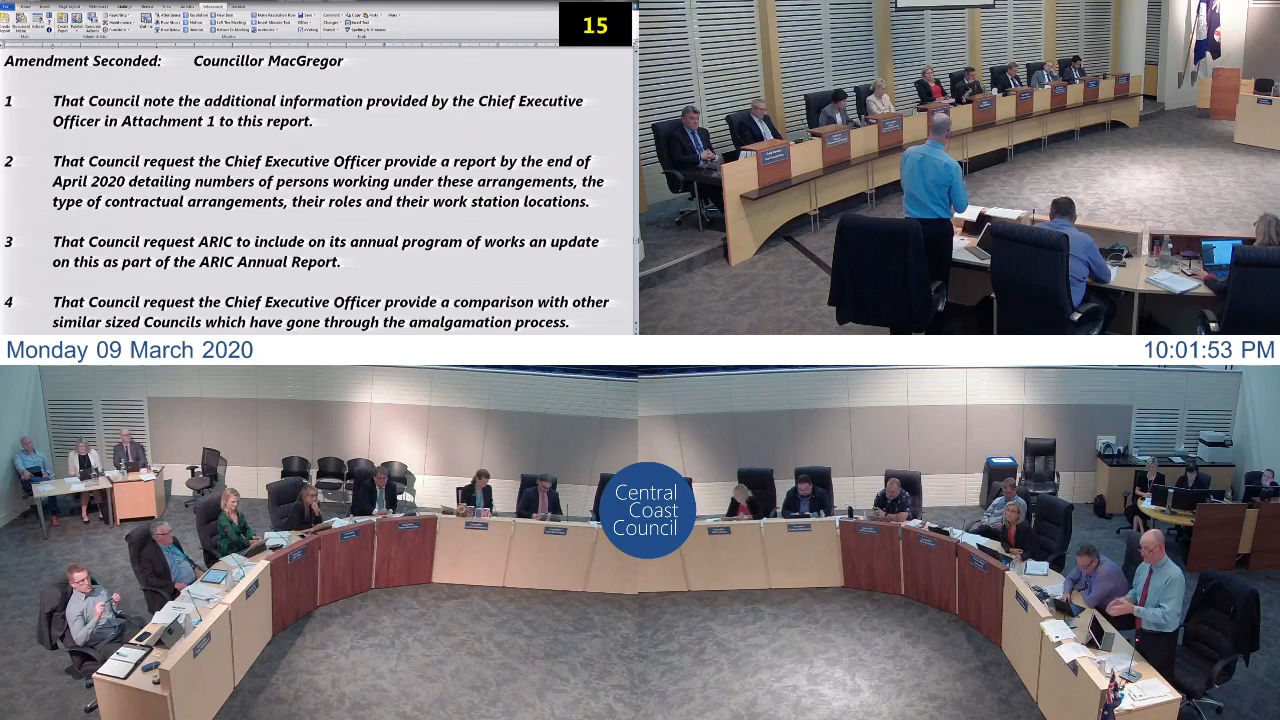 15
Amendment Seconded: Councillor MacGregor
1 That Council note the additional information provided by the Chief Executive
Officer in Attachment 1 to this report.
2 That Council request the Chief Executive Officer provide a report by the end of
April 2020 detailing numbers of persons working under these arrangements, the
type of contractual arrangements, their roles and their work station locations.
3 That Council request ARIC to include on its annual program of works an update
on this as part of the ARIC Annual Report.
4 That Council request the Chief Executive Officer provide a comparison with other
similar sized Councils which have gone through the amalgamation process.
Monday 09 March 2020
10:01:53 PM
Central
Coast
Council